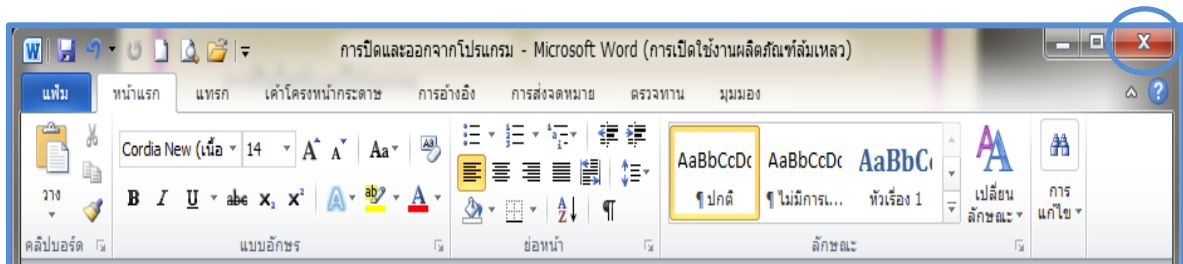 การปิดและออกจากโปรแกรม - Microsoft Word (การเปิดใช้งานผลิตภัณฑ์ล้มเหลว)
แฟ้ม หน้าแรก แทรก เค้าโครงหน้ากระดาษ การอ้างอิง การส่งจดหมาย ตรวจทาน มุมมอง
Cordia New (เนื้อ 14 A A Aa
AaBbCcDc AaBbCcDc AaBbC
วาง B I U abc X₂ X² A ab A
¶ ปกติ ¶ ไม่มีการเ... หัวเรื่อง 1
เปลี่ยนลักษณะ การแก้ไข
คลิปบอร์ด แบบอักษร ย่อหน้า ลักษณะ